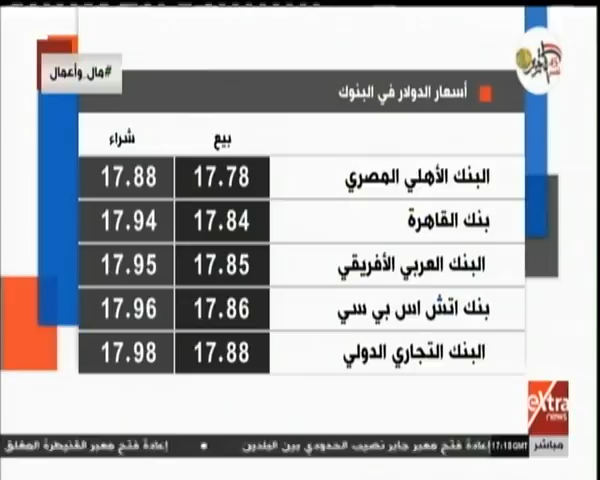 #مال_وأعمال
أسعار الدولار في البنوك
بيع شراء
البنك الأهلي المصري 17.78 17.88
بنك القاهرة 17.84 17.94
البنك العربي الأفريقي 17.85 17.95
بنك اتش اس بي سي 17.86 17.96
البنك التجاري الدولي 17.88 17.98
extra
news
مباشر
17:18 GMT إعادة فتح معبر جابر نصيب الحدودي بين البلدين إعادة فتح معبر القنيطرة المغلق